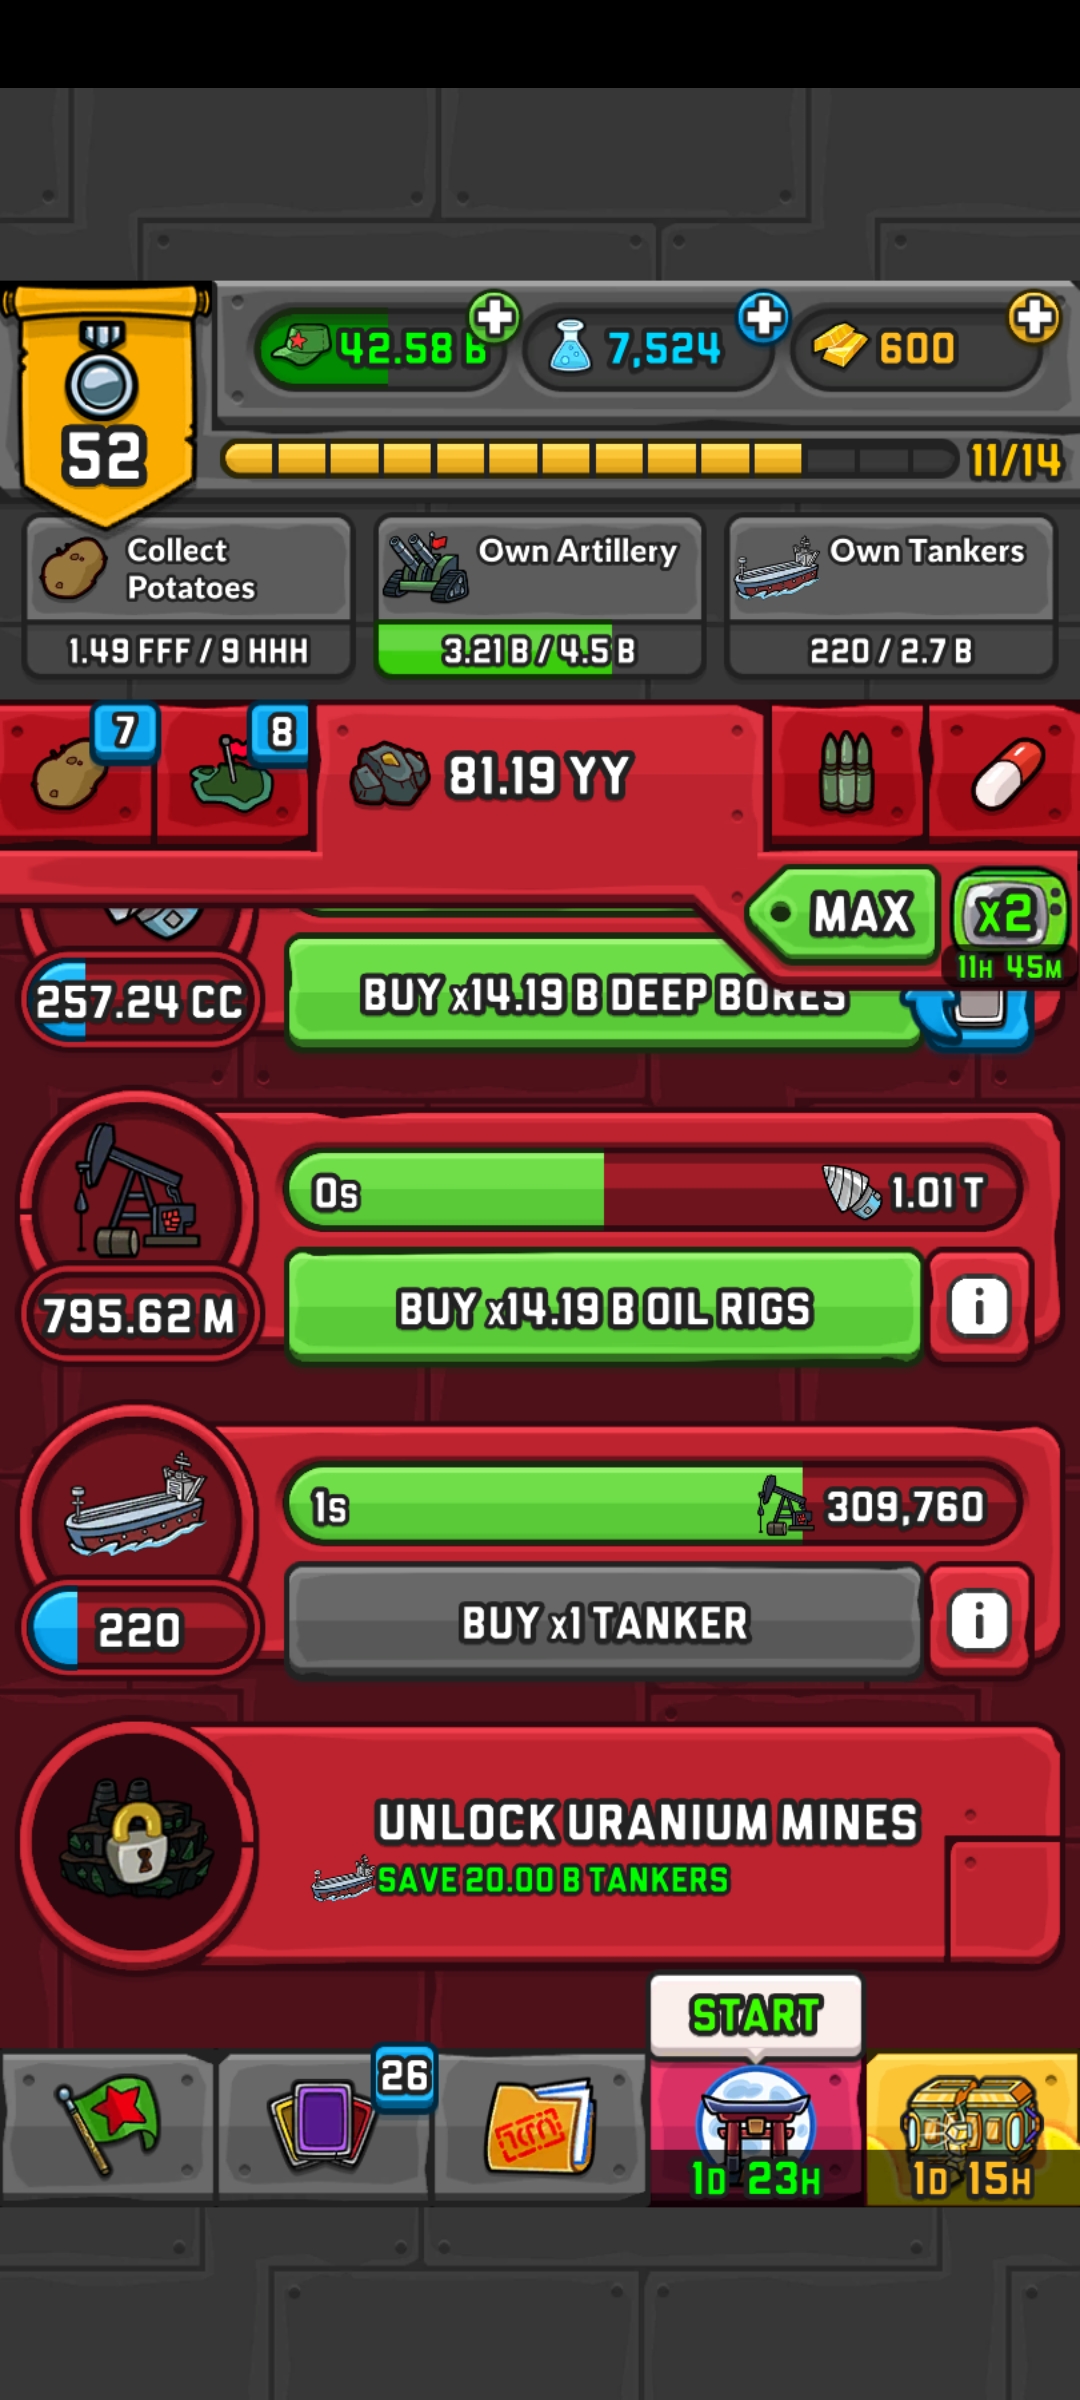 42.58 B
7,524
600
52
11/14
Collect
Potatoes
1.49 FFF / 9 HHH
Own Artillery
3.21 B / 4.5 B
Own Tankers
220 / 2.7 B
7
8
81.19 YY
MAX
x2
11H 45M
257.24 CC
BUY x14.19 B DEEP BORES
0s
1.01 T
795.62 M
BUY x14.19 B OIL RIGS
i
1s
309,760
220
BUY x1 TANKER
i
UNLOCK URANIUM MINES
SAVE 20.00 B TANKERS
START
26
1D 23H
1D 15H